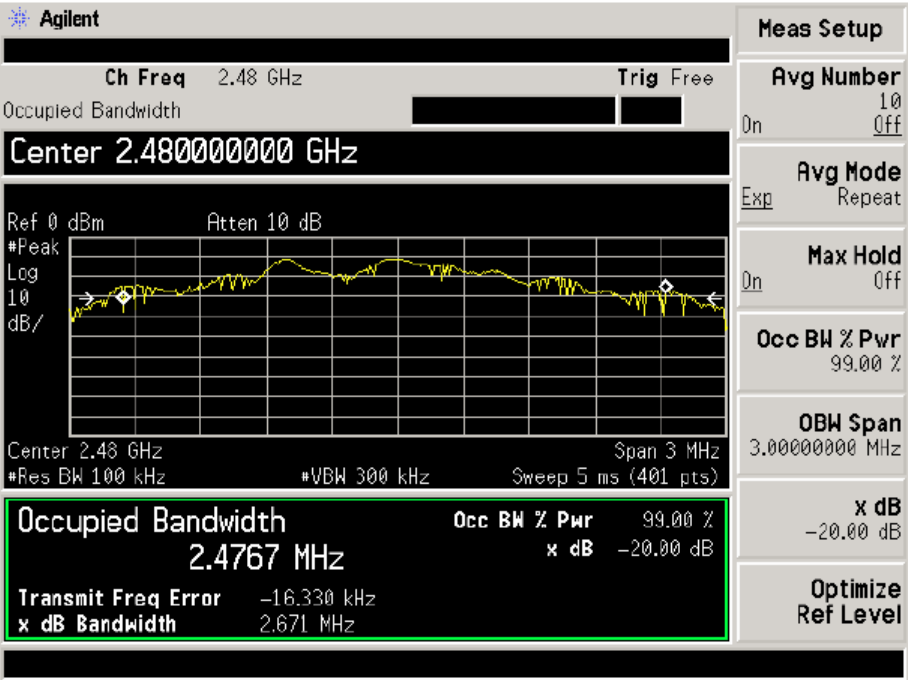 Agilent
Ch Freq 2.48 GHz Trig Free
Occupied Bandwidth
Center 2.480000000 GHz
Ref 0 dBm Atten 10 dB
#Peak
Log
10
dB/
Center 2.48 GHz Span 3 MHz
#Res BW 100 kHz #VBW 300 kHz Sweep 5 ms (401 pts)
Occupied Bandwidth Occ BW % Pwr 99.00 %
2.4767 MHz x dB -20.00 dB
Transmit Freq Error -16.330 kHz
x dB Bandwidth 2.671 MHz
Meas Setup
Avg Number
10
On Off
Avg Mode
Exp Repeat
Max Hold
On Off
Occ BW % Pwr
99.00 %
OBW Span
3.00000000 MHz
x dB
-20.00 dB
Optimize
Ref Level